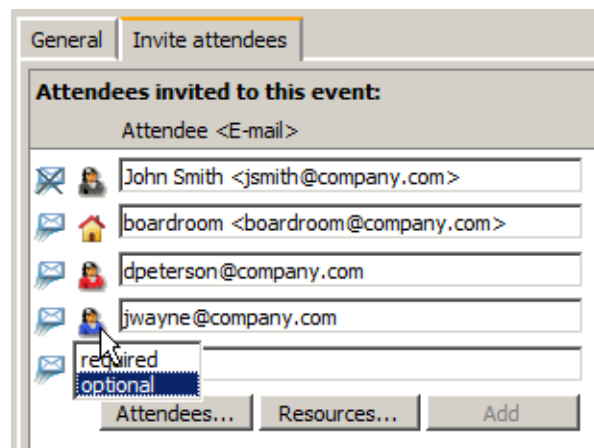 General Invite attendees
Attendees invited to this event:
Attendee <E-mail>
John Smith <jsmith@company.com>
boardroom <boardroom@company.com>
dpeterson@company.com
jwayne@company.com
required
optional
Attendees... Resources... Add